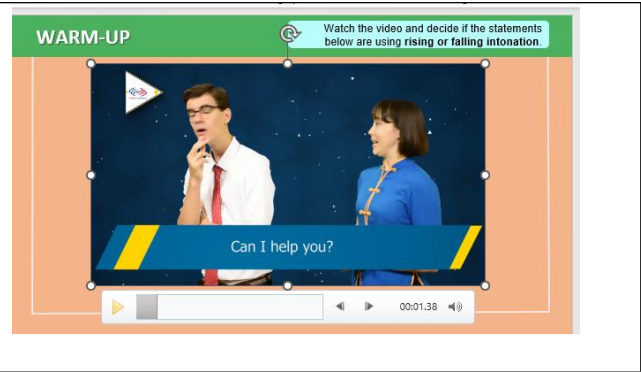 WARM-UP
Watch the video and decide if the statements
below are using rising or falling intonation.
Can I help you?
00:01.38